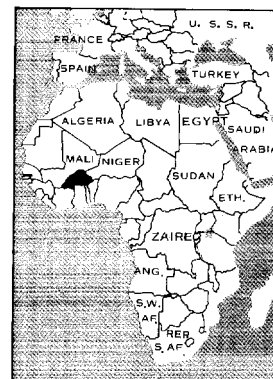 U. S. S. R.
FRANCE
SPAIN
TURKEY
ALGERIA
LIBYA
EGYPT
SAUDI
ARABIA
MALI
NIGER
SUDAN
ETH.
ZAIRE
ANG.
S.W.
AF.
REP.
S. AF.